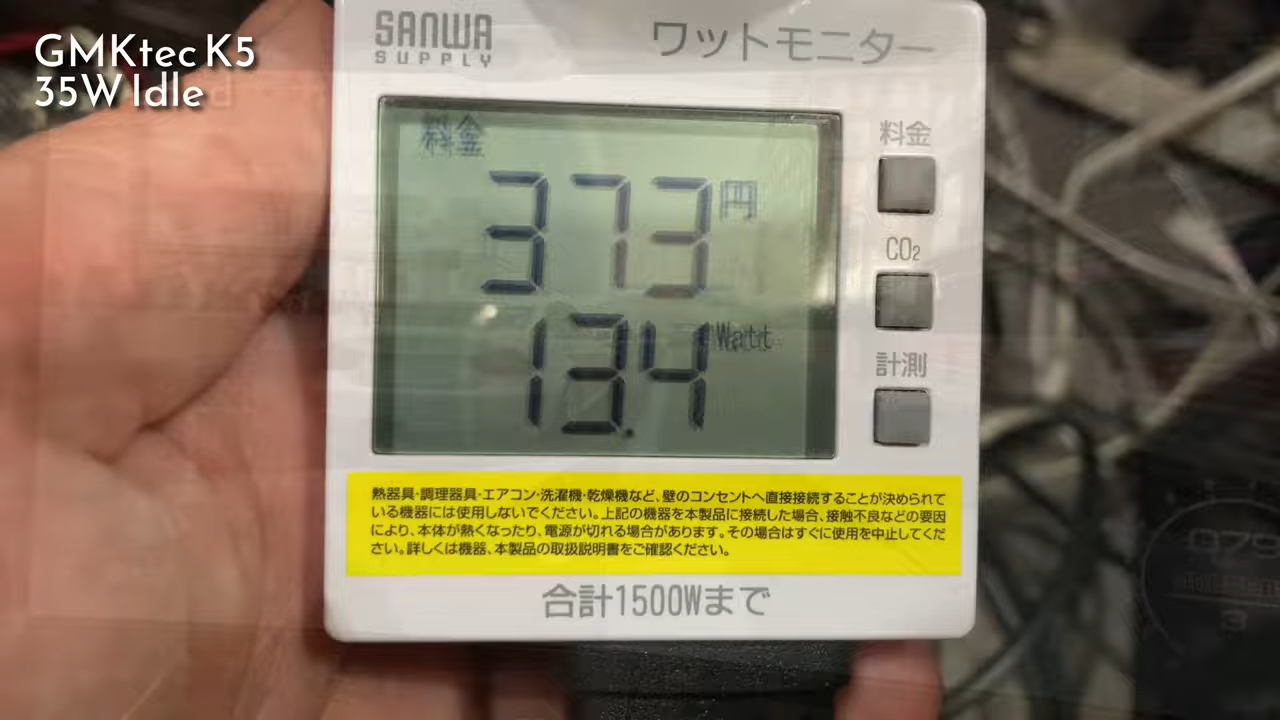 GMKtec K5
35W Idle
SANWA
SUPPLY
ワットモニター
料金
料金
373円
CO2
13.4 Watt
計測
熱器具・調理器具・エアコン・洗濯機・乾燥機など、壁のコンセントへ直接接続することが決められて
いる機器には使用しないでください。上記の機器を本製品に接続した場合、接触不良などの要因
により、本体が熱くなったり、電源が切れる場合があります。その場合はすぐに使用を中止してくだ
さい。詳しくは機器、本製品の取扱説明書をご確認ください。
合計1500Wまで